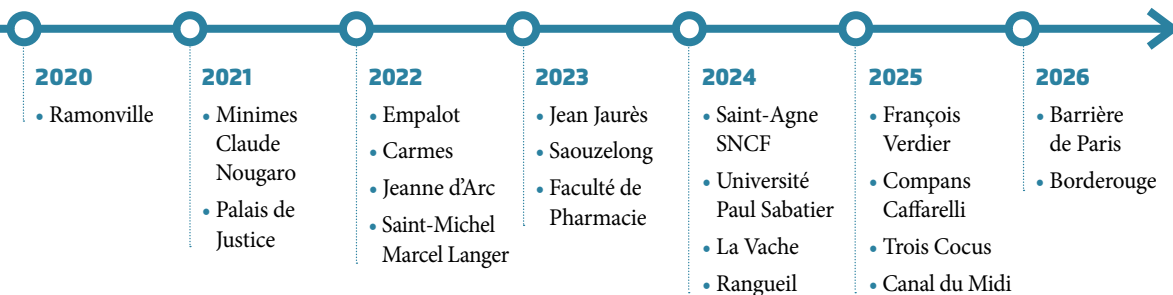 2020
• Ramonville
2021
• Minimes
Claude
Nougaro
• Palais de
Justice
2022
• Empalot
• Carmes
• Jeanne d’Arc
• Saint-Michel
Marcel Langer
2023
• Jean Jaurès
• Saouzelong
• Faculté de
Pharmacie
2024
• Saint-Agne
SNCF
• Université
Paul Sabatier
• La Vache
• Rangueil
2025
• François
Verdier
• Compans
Caffarelli
• Trois Cocus
• Canal du Midi
2026
• Barrière
de Paris
• Borderouge